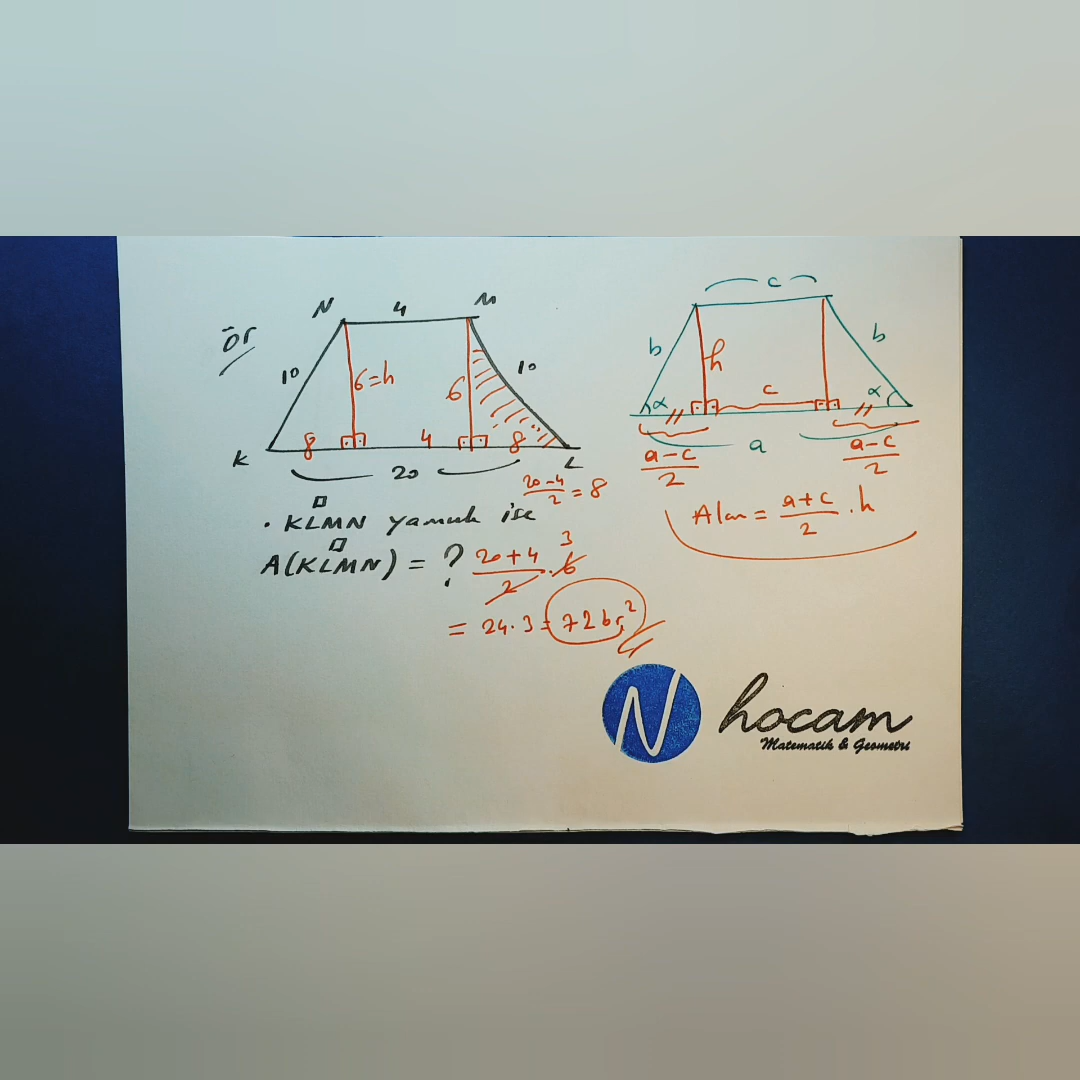 ör
N 4 M
10 6=h 6 10
8 4 8
K 20 L
20-4/2 = 8
• KLMN yamuk ise
A(KLMN) = ? 20+4/2 . 6 3
= 24.3 = 72 br²
c
b h b
α c α
a-c/2 a a-c/2
Alan = a+c/2 . h
N hocam
Matematik & Geometri